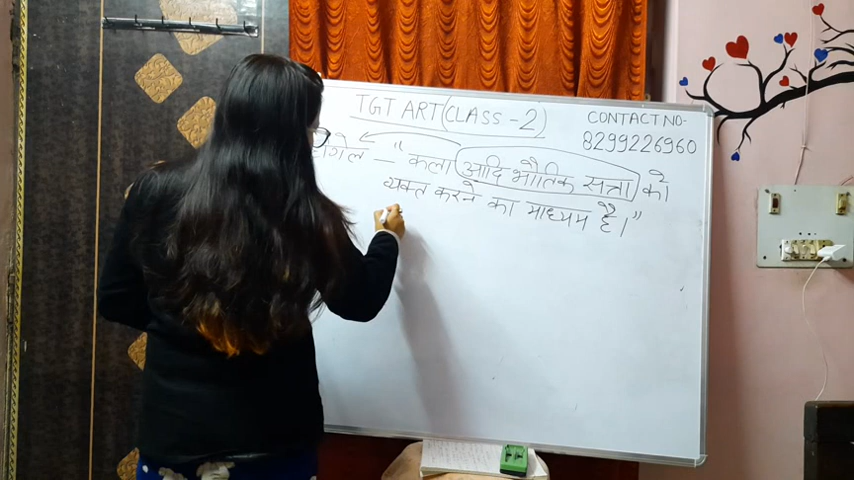 TGT ART (CLASS - 2)
CONTACT NO-
8299226960
- "कला आदि भौतिक सत्ता को
व्यक्त करने का माध्यम है।"